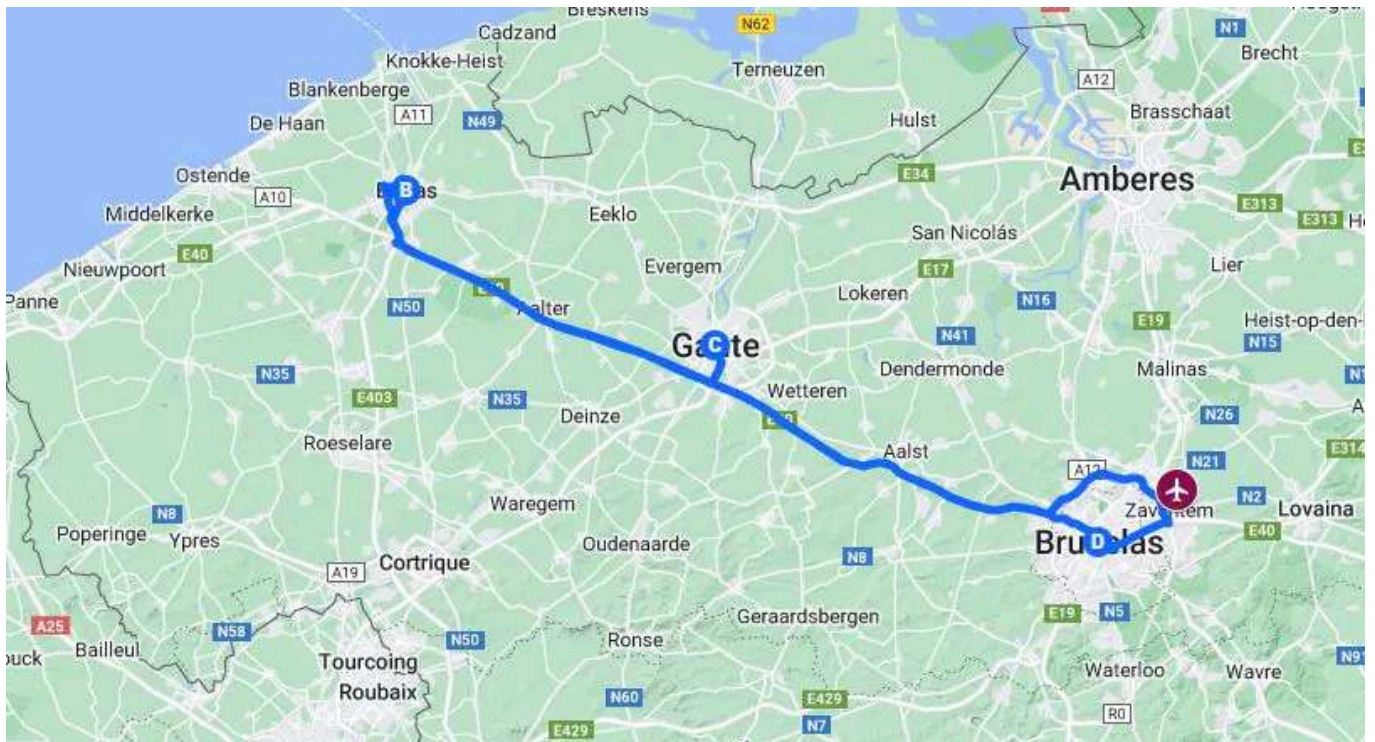 Breskens
Cadzand
N62
N1
Knokke-Heist
Brecht
Terneuzen
A12
Blankenberge
Brasschaat
A11
N49
De Haan
Hulst
Ostende
E34
A10
B
Amberes
E313
E313
Middelkerke
Eeklo
San Nicolás
E40
Nieuwpoort
Evergem
E17
Lier
Panne
Lokeren
N16
N50
Aalter
E19
Heist-op-den-
N41
N15
C
Dendermonde
Malinas
N35
Wetteren
E403
N35
Deinze
N26
Roeselare
Aalst
E314
N21
A12
N2
Waregem
Zaventem
Lovaina
N8
Poperinge
Ypres
D
E40
Oudenaarde
N8
Cortrique
A19
Geraardsbergen
E19
N5
A25
N58
N50
Ronse
Bailleul
Tourcoing
Waterloo
Wavre
Roubaix
N60
E429
R0
E429
N7